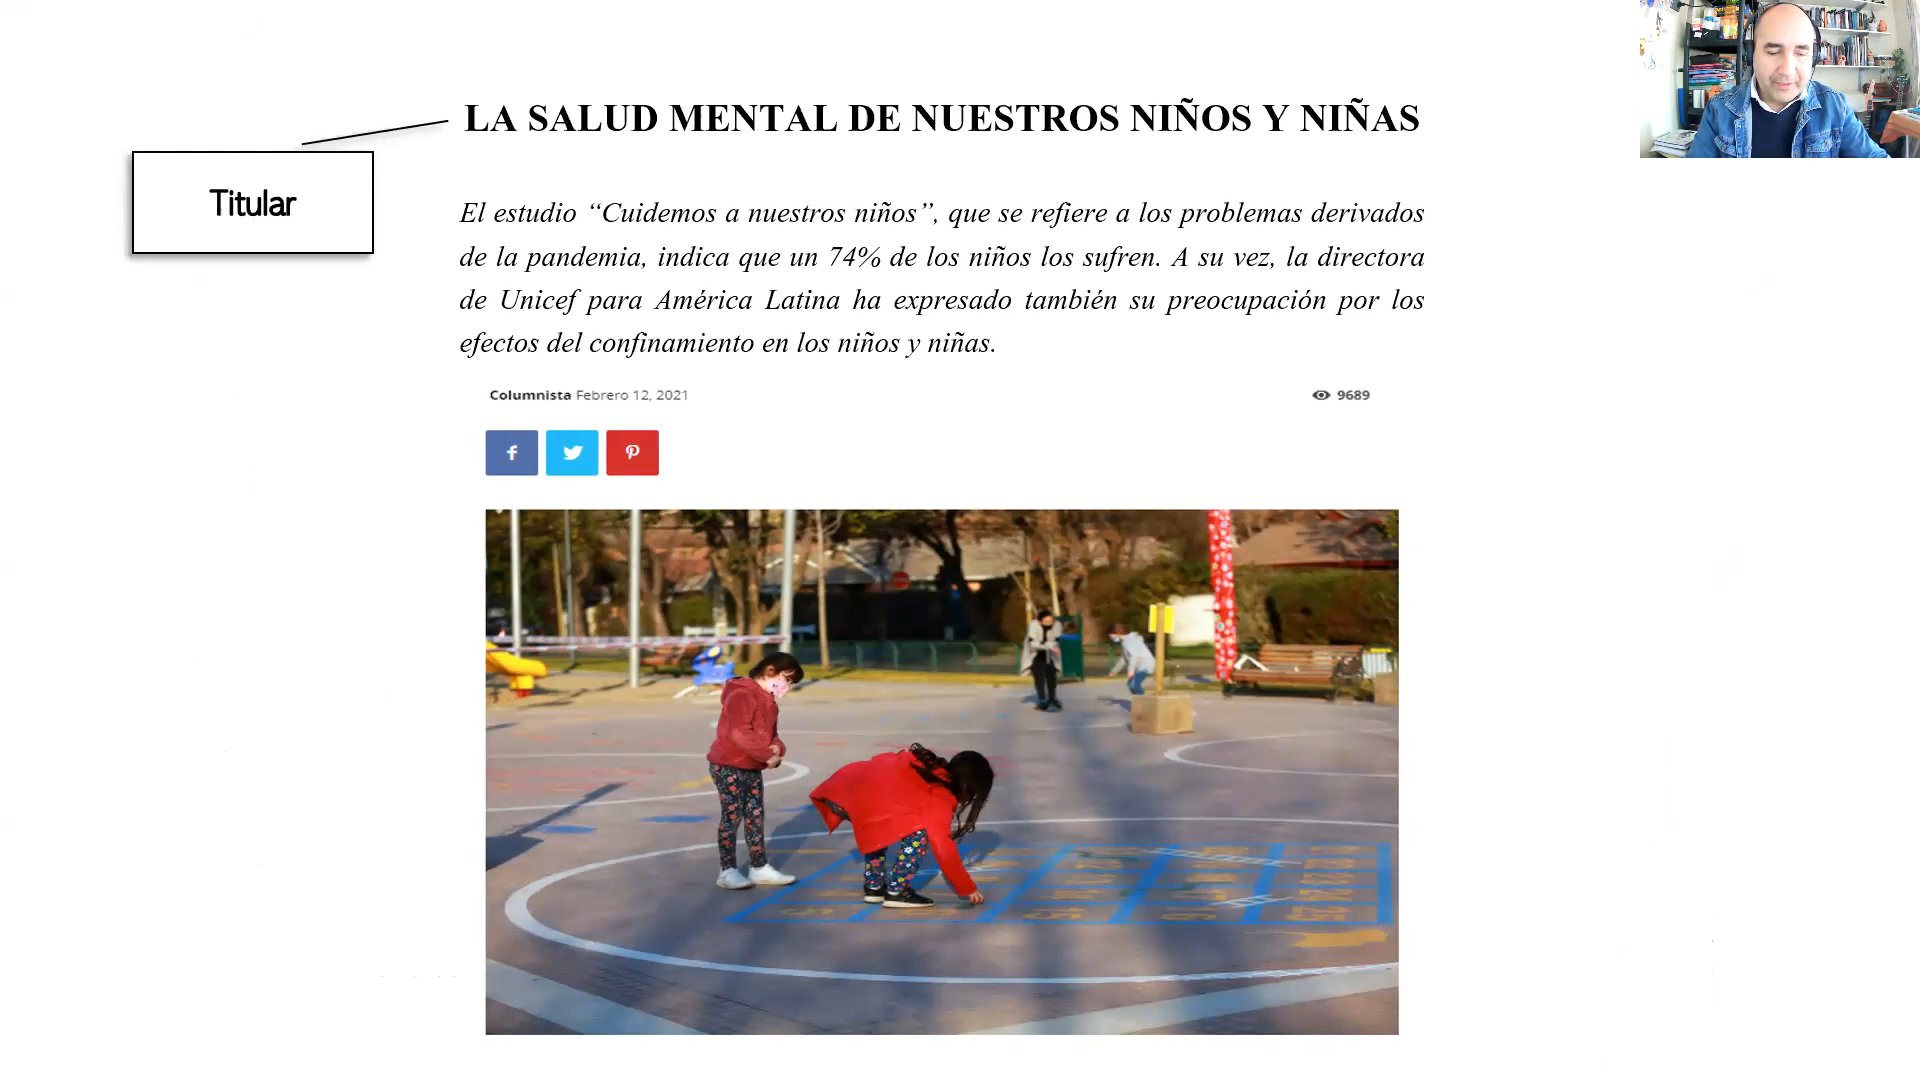 LA SALUD MENTAL DE NUESTROS NIÑOS Y NIÑAS
Titular
El estudio “Cuidemos a nuestros niños”, que se refiere a los problemas derivados
de la pandemia, indica que un 74% de los niños los sufren. A su vez, la directora
de Unicef para América Latina ha expresado también su preocupación por los
efectos del confinamiento en los niños y niñas.
Columnista Febrero 12, 2021
9689